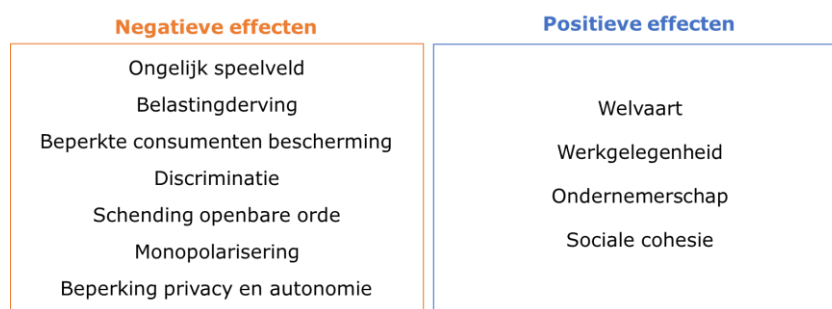 Negatieve effecten
Ongelijk speelveld
Belastingderving
Beperkte consumenten bescherming
Discriminatie
Schending openbare orde
Monopolarisering
Beperking privacy en autonomie
Positieve effecten
Welvaart
Werkgelegenheid
Ondernemerschap
Sociale cohesie